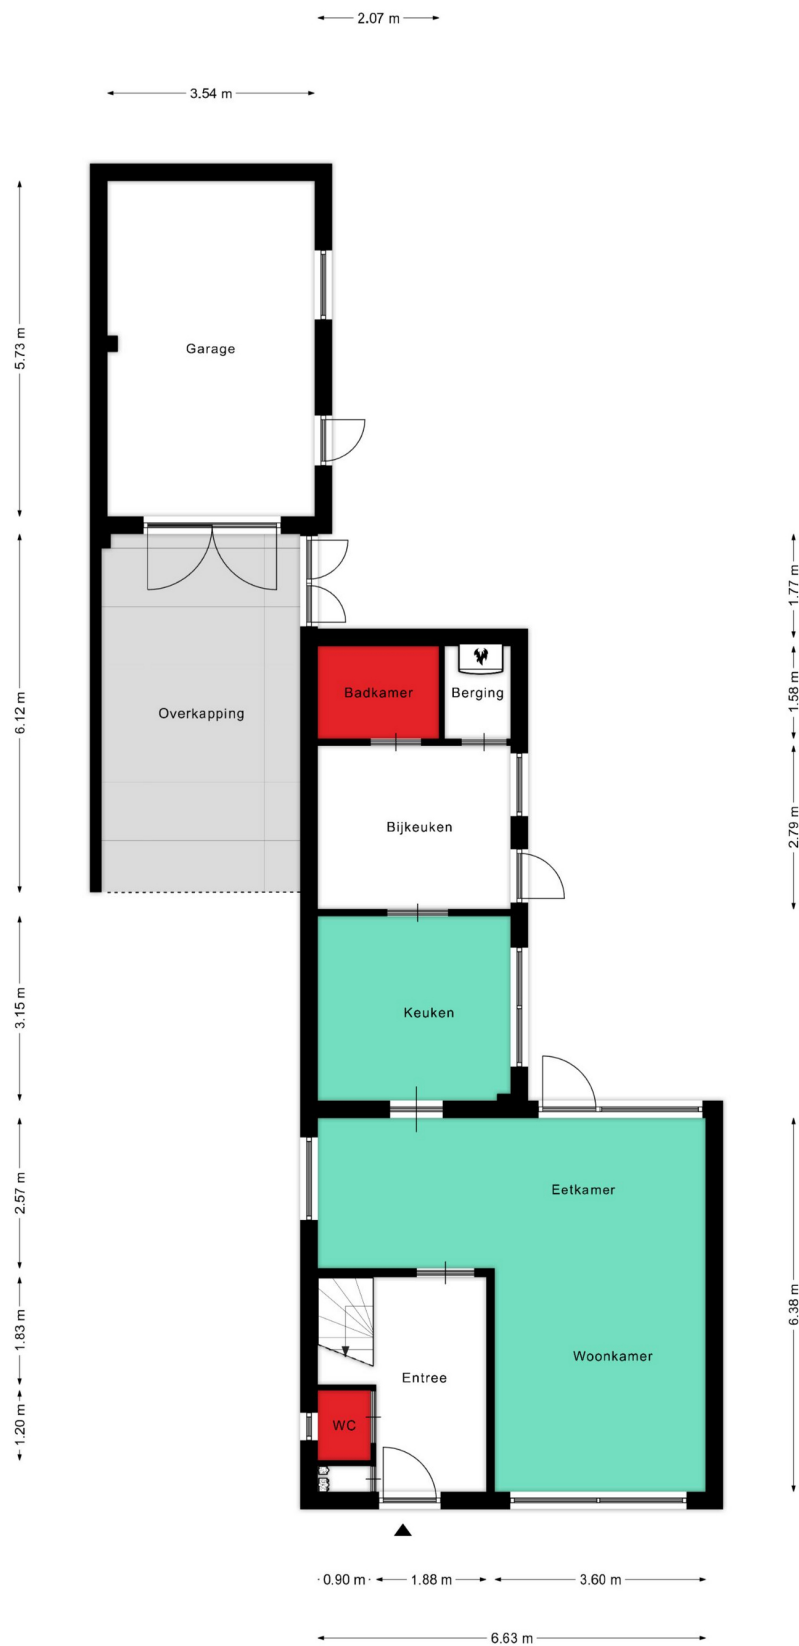 2.07 m
3.54 m
5.73 m
Garage
6.12 m
1.77 m
Overkapping
Badkamer
Berging
1.58 m
Bijkeuken
2.79 m
Keuken
3.15 m
Eetkamer
2.57 m
6.38 m
Woonkamer
1.83 m
Entree
WC
1.20 m
0.90 m
1.88 m
3.60 m
6.63 m